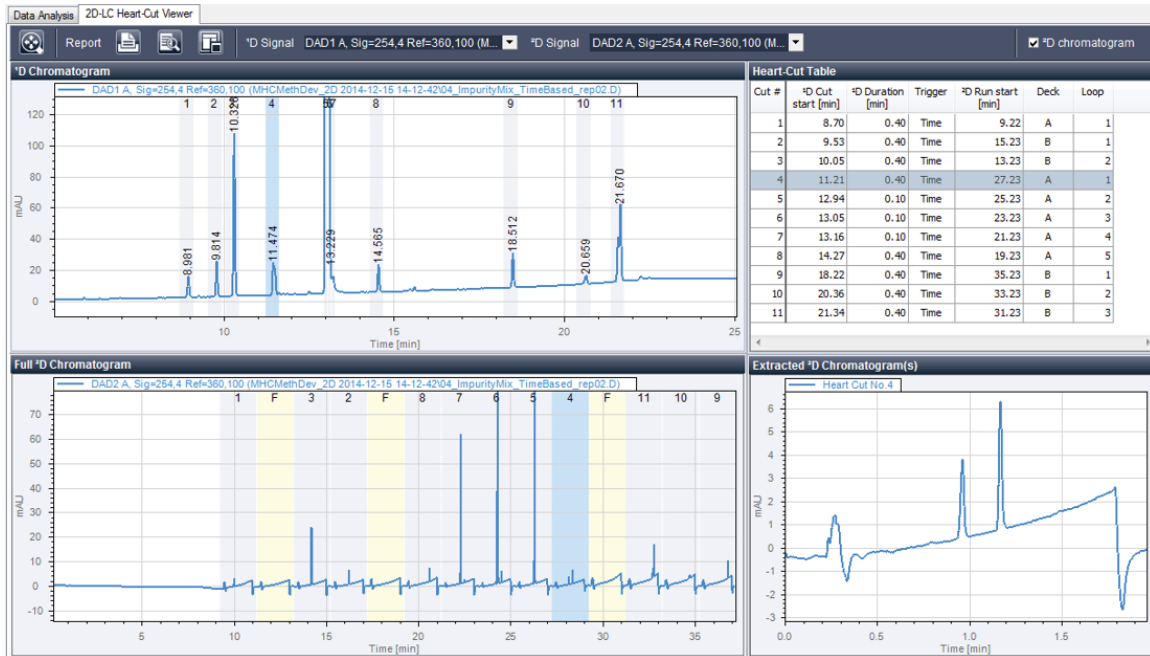 Data Analysis 2D-LC Heart-Cut Viewer
Report ¹D Signal DAD1 A, Sig=254,4 Ref=360,100 (M... ²D Signal DAD2 A, Sig=254,4 Ref=360,100 (M... ²D chromatogram
¹D Chromatogram
DAD1 A, Sig=254,4 Ref=360,100 (MHCMethDev_2D 2014-12-15 14-12-42\04_ImpurityMix_TimeBased_rep02.D)
1 2 4 8 9 10 11
120
100
80
60
40
20
0
mAU
8.981
9.814
10.326
11.474
13.229
14.565
18.512
20.659
21.670
10 15 20 25
Time [min]
Heart-Cut Table
Cut # ²D Cut start [min] ²D Duration [min] Trigger ²D Run start [min] Deck Loop
1 8.70 0.40 Time 9.22 A 1
2 9.53 0.40 Time 15.23 B 1
3 10.05 0.40 Time 13.23 B 2
4 11.21 0.40 Time 27.23 A 1
5 12.94 0.10 Time 25.23 A 2
6 13.05 0.10 Time 23.23 A 3
7 13.16 0.10 Time 21.23 A 4
8 14.27 0.40 Time 19.23 A 5
9 18.22 0.40 Time 35.23 B 1
10 20.36 0.40 Time 33.23 B 2
11 21.34 0.40 Time 31.23 B 3
Full ²D Chromatogram
DAD2 A, Sig=254,4 Ref=360,100 (MHCMethDev_2D 2014-12-15 14-12-42\04_ImpurityMix_TimeBased_rep02.D)
1 F 3 2 F 8 7 6 5 4 F 11 10 9
70
60
50
40
30
20
10
0
-10
mAU
5 10 15 20 25 30 35
Time [min]
Extracted ²D Chromatogram(s)
Heart Cut No.4
6
5
4
3
2
1
0
-1
-2
-3
mAU
0.0 0.5 1.0 1.5
Time [min]